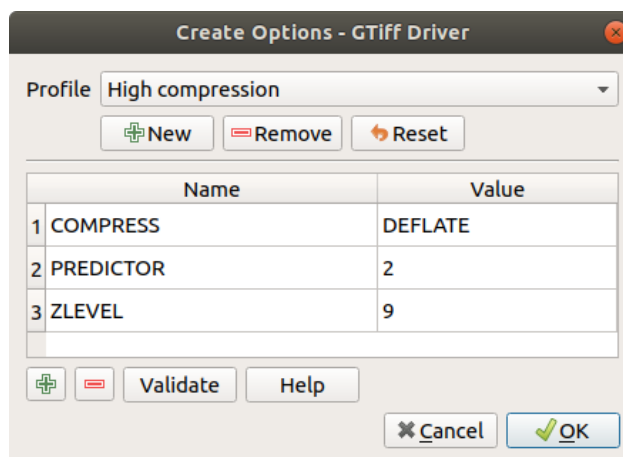 Create Options - GTiff Driver
Profile High compression
New Remove Reset
Name Value
1 COMPRESS DEFLATE
2 PREDICTOR 2
3 ZLEVEL 9
Validate Help
Cancel OK